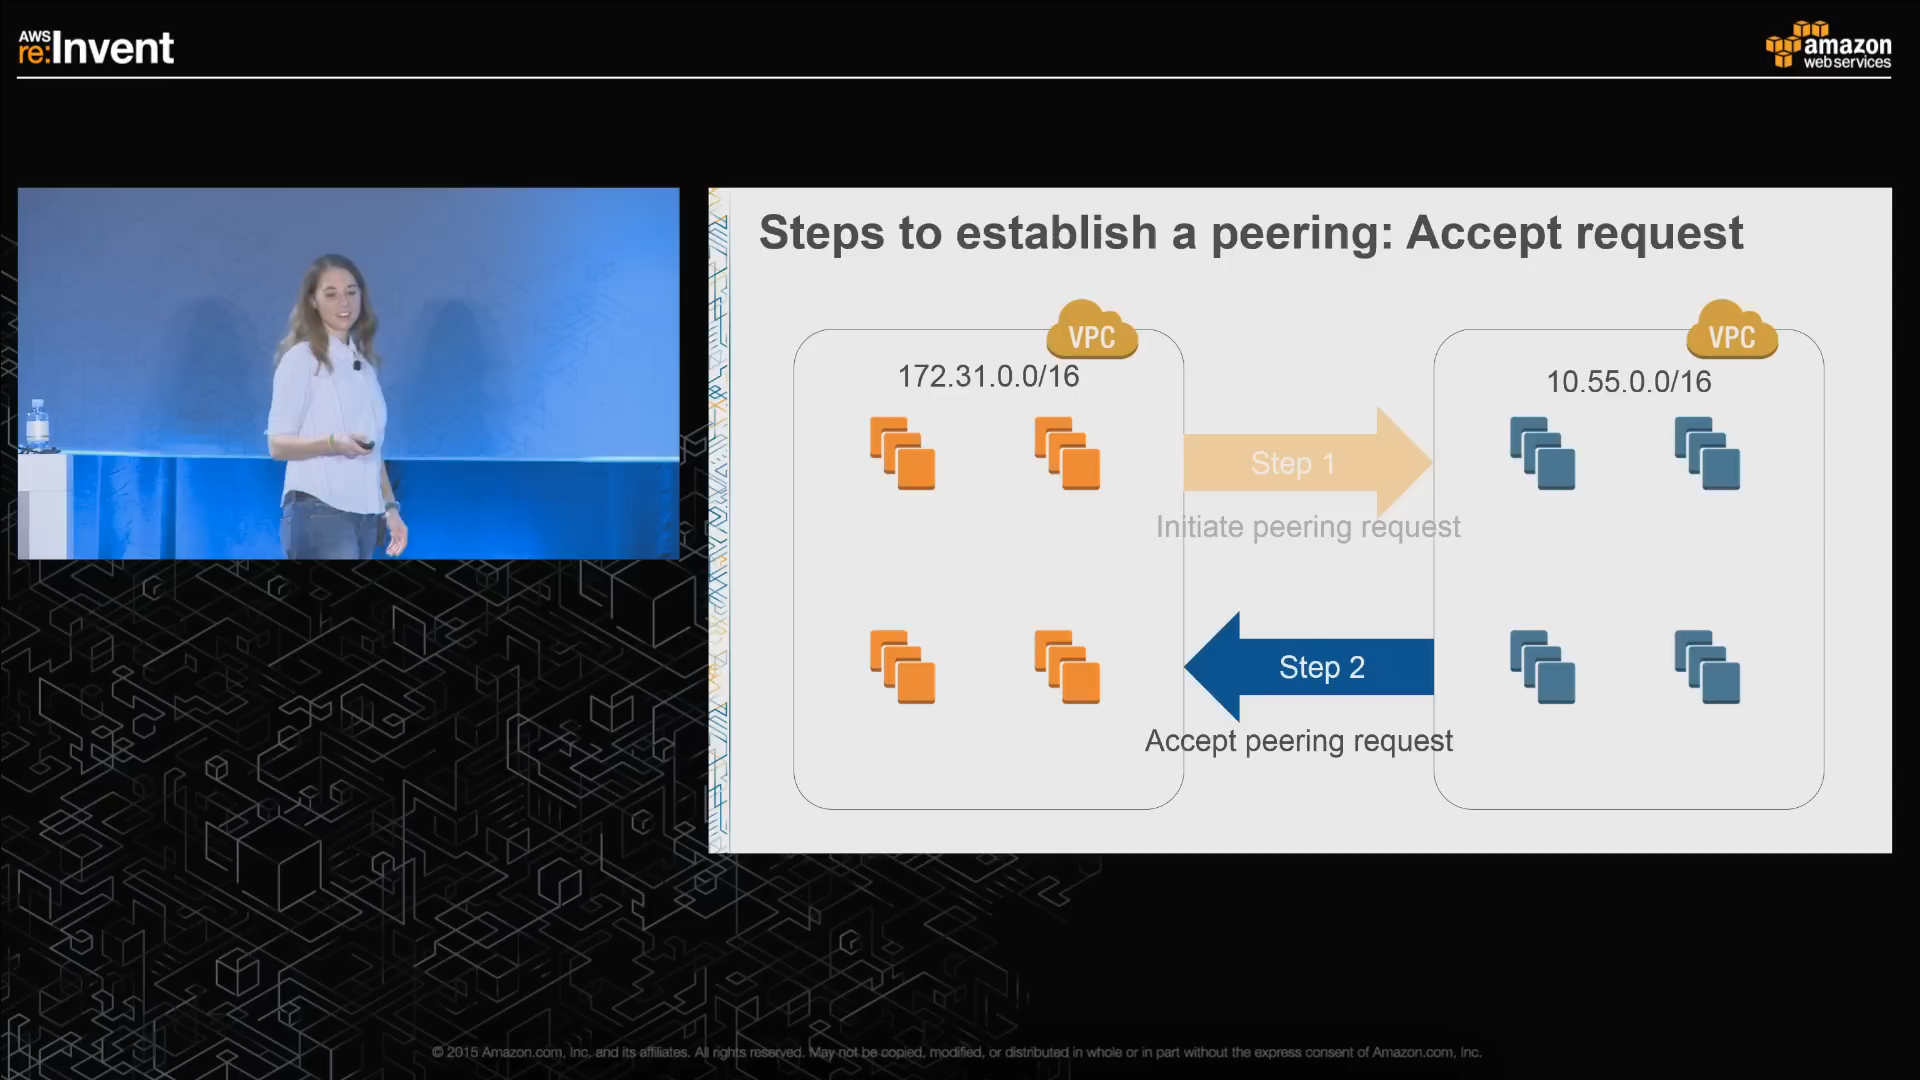 AWS
re:Invent
amazon
web services
Steps to establish a peering: Accept request
VPC
VPC
172.31.0.0/16
10.55.0.0/16
Step 1
Initiate peering request
Step 2
Accept peering request
© 2015 Amazon.com, Inc. and its affiliates. All rights reserved. May not be copied, modified, or distributed in whole or in part without the express consent of Amazon.com, Inc.